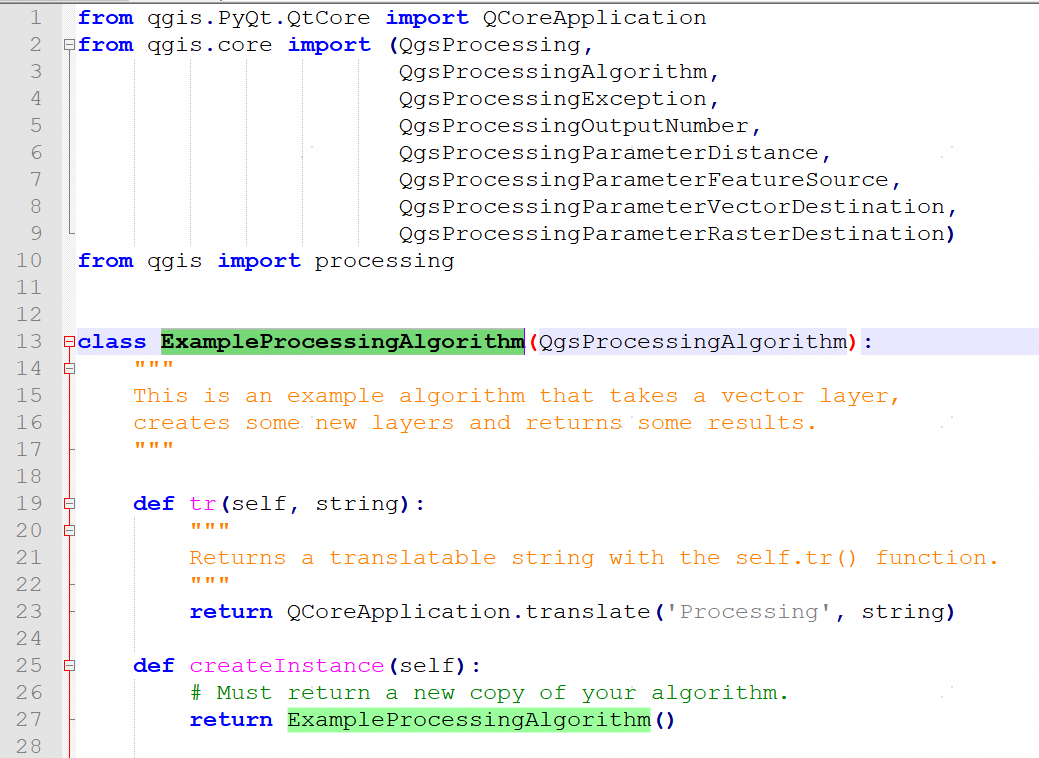 1 from qgis.PyQt.QtCore import QCoreApplication
2 from qgis.core import (QgsProcessing,
3 QgsProcessingAlgorithm,
4 QgsProcessingException,
5 QgsProcessingOutputNumber,
6 QgsProcessingParameterDistance,
7 QgsProcessingParameterFeatureSource,
8 QgsProcessingParameterVectorDestination,
9 QgsProcessingParameterRasterDestination)
10 from qgis import processing
11
12
13 class ExampleProcessingAlgorithm(QgsProcessingAlgorithm):
14 """
15 This is an example algorithm that takes a vector layer,
16 creates some new layers and returns some results.
17 """
18
19 def tr(self, string):
20 """
21 Returns a translatable string with the self.tr() function.
22 """
23 return QCoreApplication.translate('Processing', string)
24
25 def createInstance(self):
26 # Must return a new copy of your algorithm.
27 return ExampleProcessingAlgorithm()
28